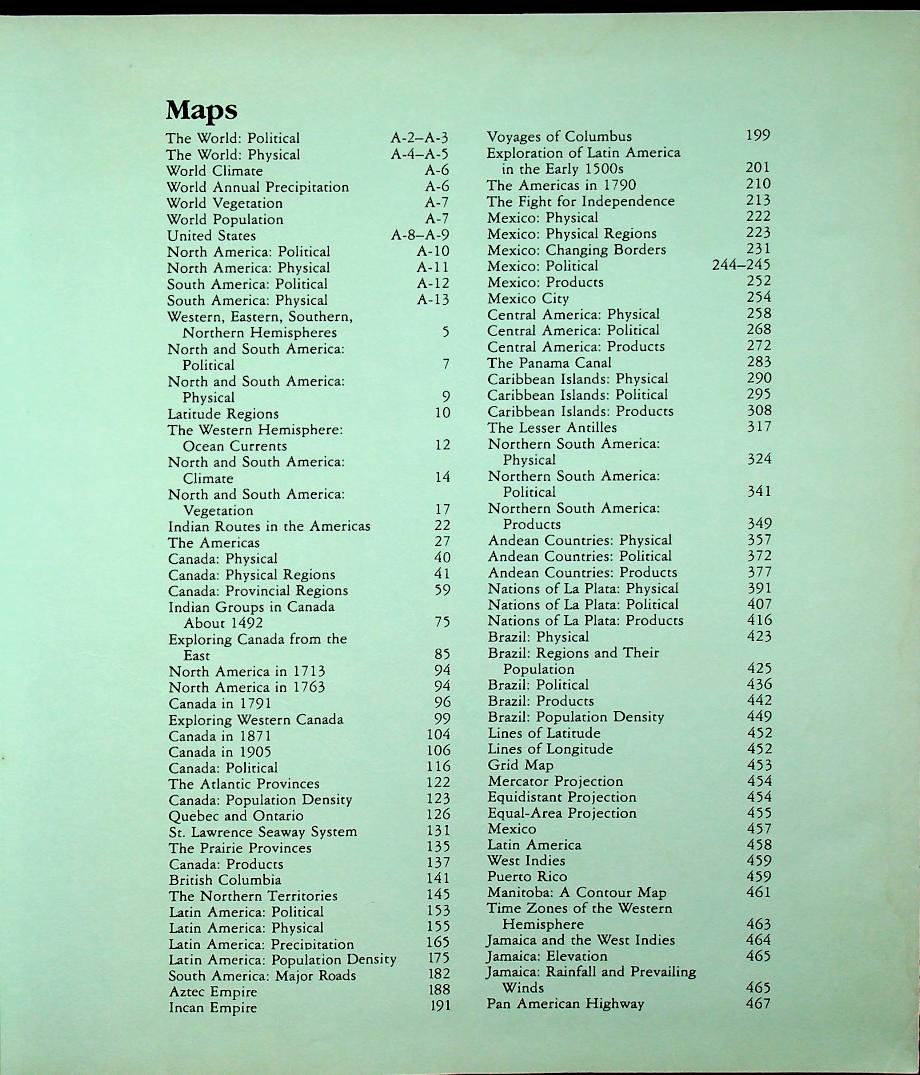 Maps
The World: Political A-2–A-3
The World: Physical A-4–A-5
World Climate A-6
World Annual Precipitation A-6
World Vegetation A-7
World Population A-7
United States A-8–A-9
North America: Political A-10
North America: Physical A-11
South America: Political A-12
South America: Physical A-13
Western, Eastern, Southern,
Northern Hemispheres 5
North and South America:
Political 7
North and South America:
Physical 9
Latitude Regions 10
The Western Hemisphere:
Ocean Currents 12
North and South America:
Climate 14
North and South America:
Vegetation 17
Indian Routes in the Americas 22
The Americas 27
Canada: Physical 40
Canada: Physical Regions 41
Canada: Provincial Regions 59
Indian Groups in Canada
About 1492 75
Exploring Canada from the
East 85
North America in 1713 94
North America in 1763 94
Canada in 1791 96
Exploring Western Canada 99
Canada in 1871 104
Canada in 1905 106
Canada: Political 116
The Atlantic Provinces 122
Canada: Population Density 123
Quebec and Ontario 126
St. Lawrence Seaway System 131
The Prairie Provinces 135
Canada: Products 137
British Columbia 141
The Northern Territories 145
Latin America: Political 153
Latin America: Physical 155
Latin America: Precipitation 165
Latin America: Population Density 175
South America: Major Roads 182
Aztec Empire 188
Incan Empire 191
Voyages of Columbus 199
Exploration of Latin America
in the Early 1500s 201
The Americas in 1790 210
The Fight for Independence 213
Mexico: Physical 222
Mexico: Physical Regions 223
Mexico: Changing Borders 231
Mexico: Political 244–245
Mexico: Products 252
Mexico City 254
Central America: Physical 258
Central America: Political 268
Central America: Products 272
The Panama Canal 283
Caribbean Islands: Physical 290
Caribbean Islands: Political 295
Caribbean Islands: Products 308
The Lesser Antilles 317
Northern South America:
Physical 324
Northern South America:
Political 341
Northern South America:
Products 349
Andean Countries: Physical 357
Andean Countries: Political 372
Andean Countries: Products 377
Nations of La Plata: Physical 391
Nations of La Plata: Political 407
Nations of La Plata: Products 416
Brazil: Physical 423
Brazil: Regions and Their
Population 425
Brazil: Political 436
Brazil: Products 442
Brazil: Population Density 449
Lines of Latitude 452
Lines of Longitude 452
Grid Map 453
Mercator Projection 454
Equidistant Projection 454
Equal-Area Projection 455
Mexico 457
Latin America 458
West Indies 459
Puerto Rico 459
Manitoba: A Contour Map 461
Time Zones of the Western
Hemisphere 463
Jamaica and the West Indies 464
Jamaica: Elevation 465
Jamaica: Rainfall and Prevailing
Winds 465
Pan American Highway 467